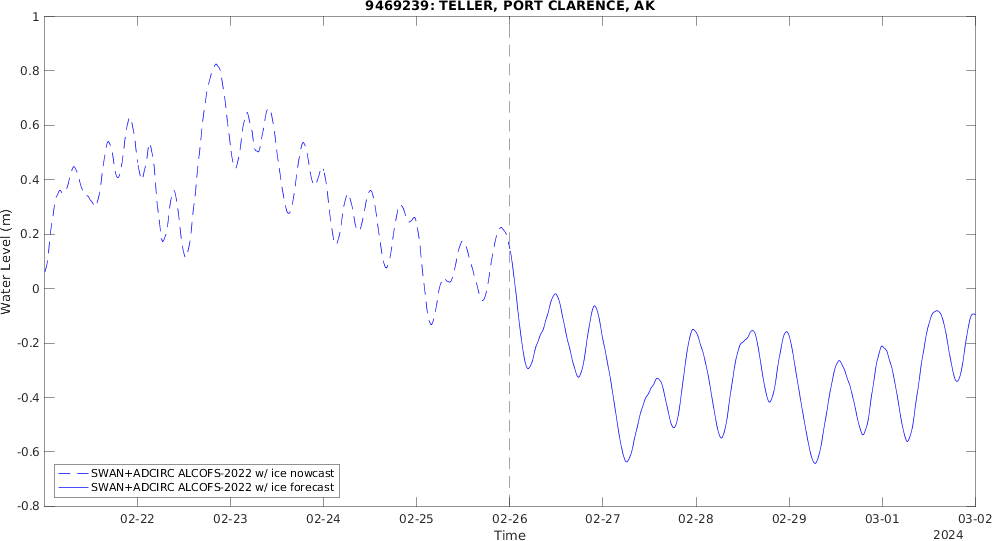 9469239: TELLER, PORT CLARENCE, AK
Water Level (m)
1
0.8
0.6
0.4
0.2
0
-0.2
-0.4
-0.6
-0.8
SWAN+ADCIRC ALCOFS-2022 w/ ice nowcast
SWAN+ADCIRC ALCOFS-2022 w/ ice forecast
02-22 02-23 02-24 02-25 02-26 02-27 02-28 02-29 03-01 03-02
Time
2024